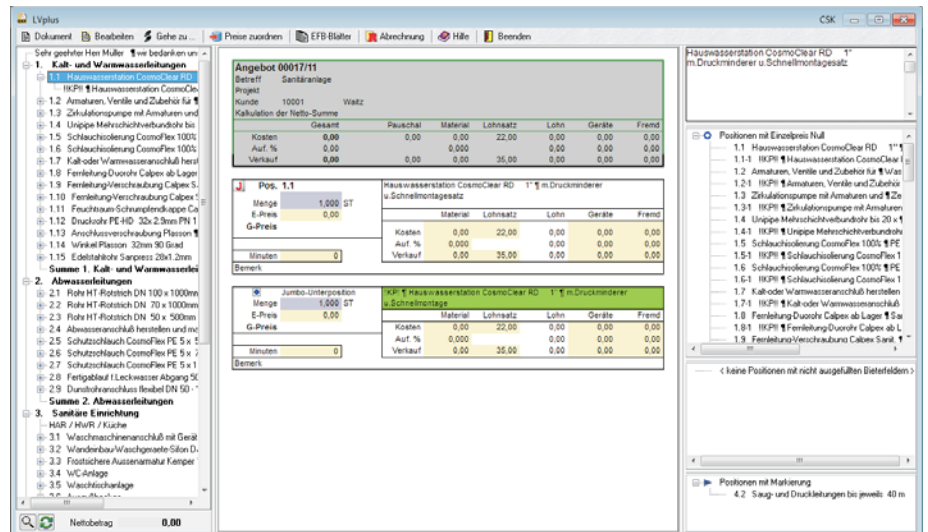 LVplus
CSK
Dokument Bearbeiten Gehe zu ... Preise zuordnen EFB-Blätter Abrechnung Hilfe Beenden
Sehr geehrter Herr Müller ¶ wir bedanken un
1. Kalt- und Warmwasserleitungen
1.1 Hauswasserstation CosmoClear RD
!!KP!! ¶ Hauswasserstation CosmoCle
1.2 Armaturen, Ventile und Zubehör für ¶
1.3 Zirkulationspumpe mit Armaturen und
1.4 Unipipe Mehrschichtverbundrohr bis
1.5 Schlauchisolierung CosmoFlex 100%
1.6 Schlauchisolierung CosmoFlex 100%
1.7 Kalt-oder Warmwasseranschluß herst
1.8 Fernleitung-Duorohr Calpex ab Lager
1.9 Fernleitung-Verschraubung Calpex S.
1.10 Fernleitung-Verschraubung Calpex
1.11 Feuchtraum-Schrumpfendkappe Ca
1.12 Druckrohr PE-HD 32x 2.9mm PN 1
1.13 Anschlussverschraubung Plasson ¶
1.14 Winkel Plasson 32mm 90 Grad
1.15 Edelstahlrohr Sanpress 28x1.2mm
Summe 1. Kalt- und Warmwasserlei
2. Abwasserleitungen
2.1 Rohr HT-Rotstrich DN 100 x 1000mm
2.2 Rohr HT-Rotstrich DN 70 x 1000mm
2.3 Rohr HT-Rotstrich DN 50 x 500mm
2.4 Abwasseranschluß herstellen und mo
2.5 Schutzschlauch CosmoFlex PE 5 x
2.6 Schutzschlauch CosmoFlex PE 5 x
2.7 Schutzschlauch CosmoFlex PE 5 x 1
2.8 Fertigablauf f.Leckwasser Abgang 50
2.9 Dunstrohranschluss flexibel DN 50 -
Summe 2. Abwasserleitungen
3. Sanitäre Einrichtung
HAR / HWR / Küche
3.1 Waschmaschinenanschluß mit Gerät
3.2 Wandeinbau-Waschgeraete-Sifon D.
3.3 Frostsichere Aussenarmatur Kemper
3.4 WC-Anlage
3.5 Waschtischanlage
Nettobetrag 0,00
Angebot 00017/11
Betreff Sanitäranlage
Projekt
Kunde 10001 Waitz
Kalkulation der Netto-Summe
Gesamt Pauschal Material Lohnsatz Lohn Geräte Fremd
Kosten 0,00 0,00 0,00 22,00 0,00 0,00 0,00
Auf. % 0,00 0,000 0,00 0,00 0,00
Verkauf 0,00 0,00 0,00 35,00 0,00 0,00 0,00
J Pos. 1.1 Hauswasserstation CosmoClear RD 1" ¶ m.Druckminderer
u.Schnellmontagesatz
Menge 1,000 ST
E-Preis 0,00 Material Lohnsatz Lohn Geräte Fremd
G-Preis
Kosten 0,00 22,00 0,00 0,00 0,00
Auf. % 0,000 0,00 0,00 0,00
Minuten 0 Verkauf 0,00 35,00 0,00 0,00 0,00
Bemerk
Jumbo-Unterposition !KP! ¶ Hauswasserstation CosmoClear RD 1" ¶ m.Druckminderer
u.Schnellmontage
Menge 1,000 ST
E-Preis 0,00 Material Lohnsatz Lohn Geräte Fremd
G-Preis
Kosten 0,00 22,00 0,00 0,00 0,00
Auf. % 0,000 0,00 0,00 0,00
Minuten 0 Verkauf 0,00 35,00 0,00 0,00 0,00
Bemerk
Hauswasserstation CosmoClear RD 1"
m.Druckminderer u.Schnellmontagesatz
Positionen mit Einzelpreis Null
1.1 Hauswasserstation CosmoClear RD 1" ¶
1.1-1 !!KP!! ¶ Hauswasserstation CosmoClear
1.2 Armaturen, Ventile und Zubehör für ¶ Was
1.2-1 !!KP!! ¶ Armaturen, Ventile und Zubehör
1.3 Zirkulationspumpe mit Armaturen und ¶ Ze
1.3-1 !!KP!! ¶ Zirkulationspumpe mit Armaturen
1.4 Unipipe Mehrschichtverbundrohr bis 20 x ¶
1.4-1 !!KP!! ¶ Unipipe Mehrschichtverbundrohr
1.5 Schlauchisolierung CosmoFlex 100% ¶ PE
1.5-1 !!KP!! ¶ Schlauchisolierung CosmoFlex 1
1.6 Schlauchisolierung CosmoFlex 100% ¶ PE
1.6-1 !!KP!! ¶ Schlauchisolierung CosmoFlex 1
1.7 Kalt-oder Warmwasseranschluß herstellen
1.7-1 !!KP!! ¶ Kalt-oder Warmwasseranschluß
1.8 Fernleitung-Duorohr Calpex ab Lager ¶ Sa
1.8-1 !!KP!! ¶ Fernleitung-Duorohr Calpex ab L
1.9 Fernleitung-Verschraubung Calpex Sanit. ¶
< keine Positionen mit nicht ausgefüllten Bieterfeldern >
Positionen mit Markierung
4.2 Saug- und Druckleitungen bis jeweils 40 m